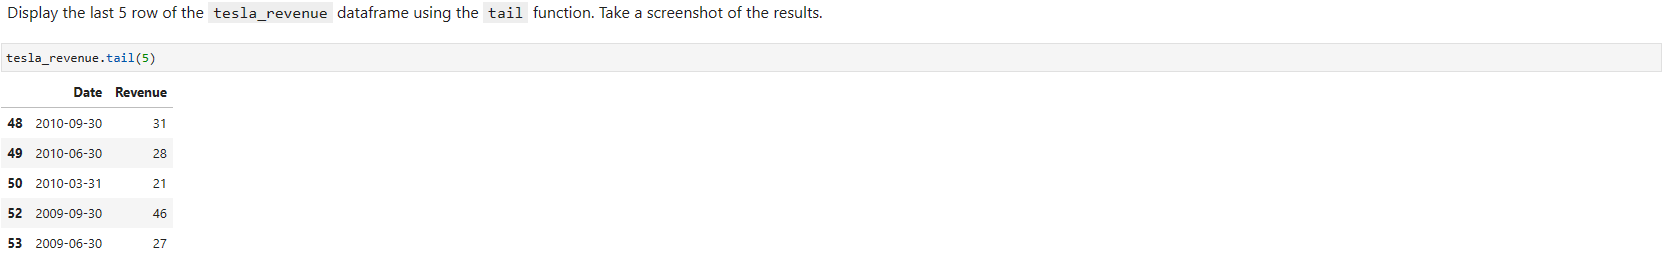 Display the last 5 row of the tesla_revenue dataframe using the tail function. Take a screenshot of the results.
tesla_revenue.tail(5)
Date Revenue
48 2010-09-30 31
49 2010-06-30 28
50 2010-03-31 21
52 2009-09-30 46
53 2009-06-30 27